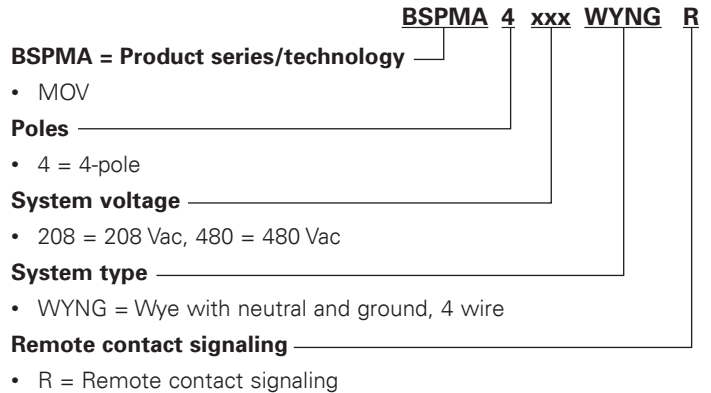 BSPMA 4 xxx WYNG R
BSPMA = Product series/technology
• MOV
Poles
• 4 = 4-pole
System voltage
• 208 = 208 Vac, 480 = 480 Vac
System type
• WYNG = Wye with neutral and ground, 4 wire
Remote contact signaling
• R = Remote contact signaling